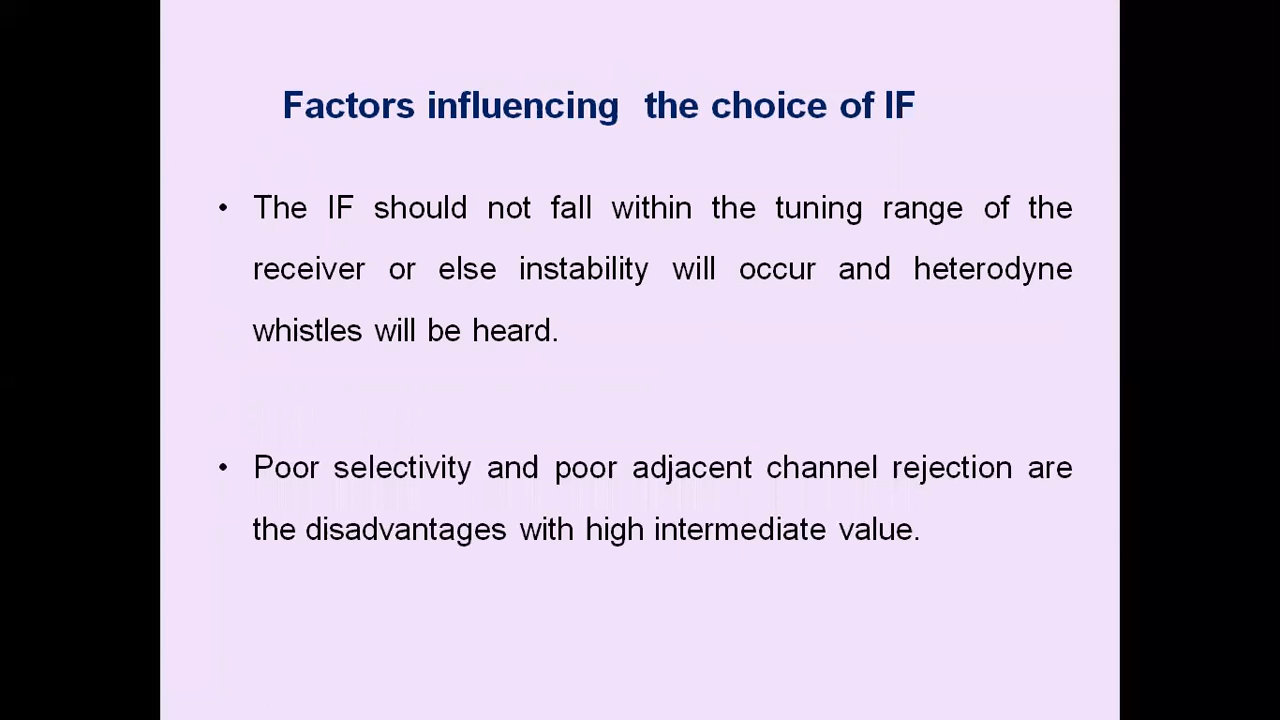 Factors influencing the choice of IF
• The IF should not fall within the tuning range of the
receiver or else instability will occur and heterodyne
whistles will be heard.
• Poor selectivity and poor adjacent channel rejection are
the disadvantages with high intermediate value.